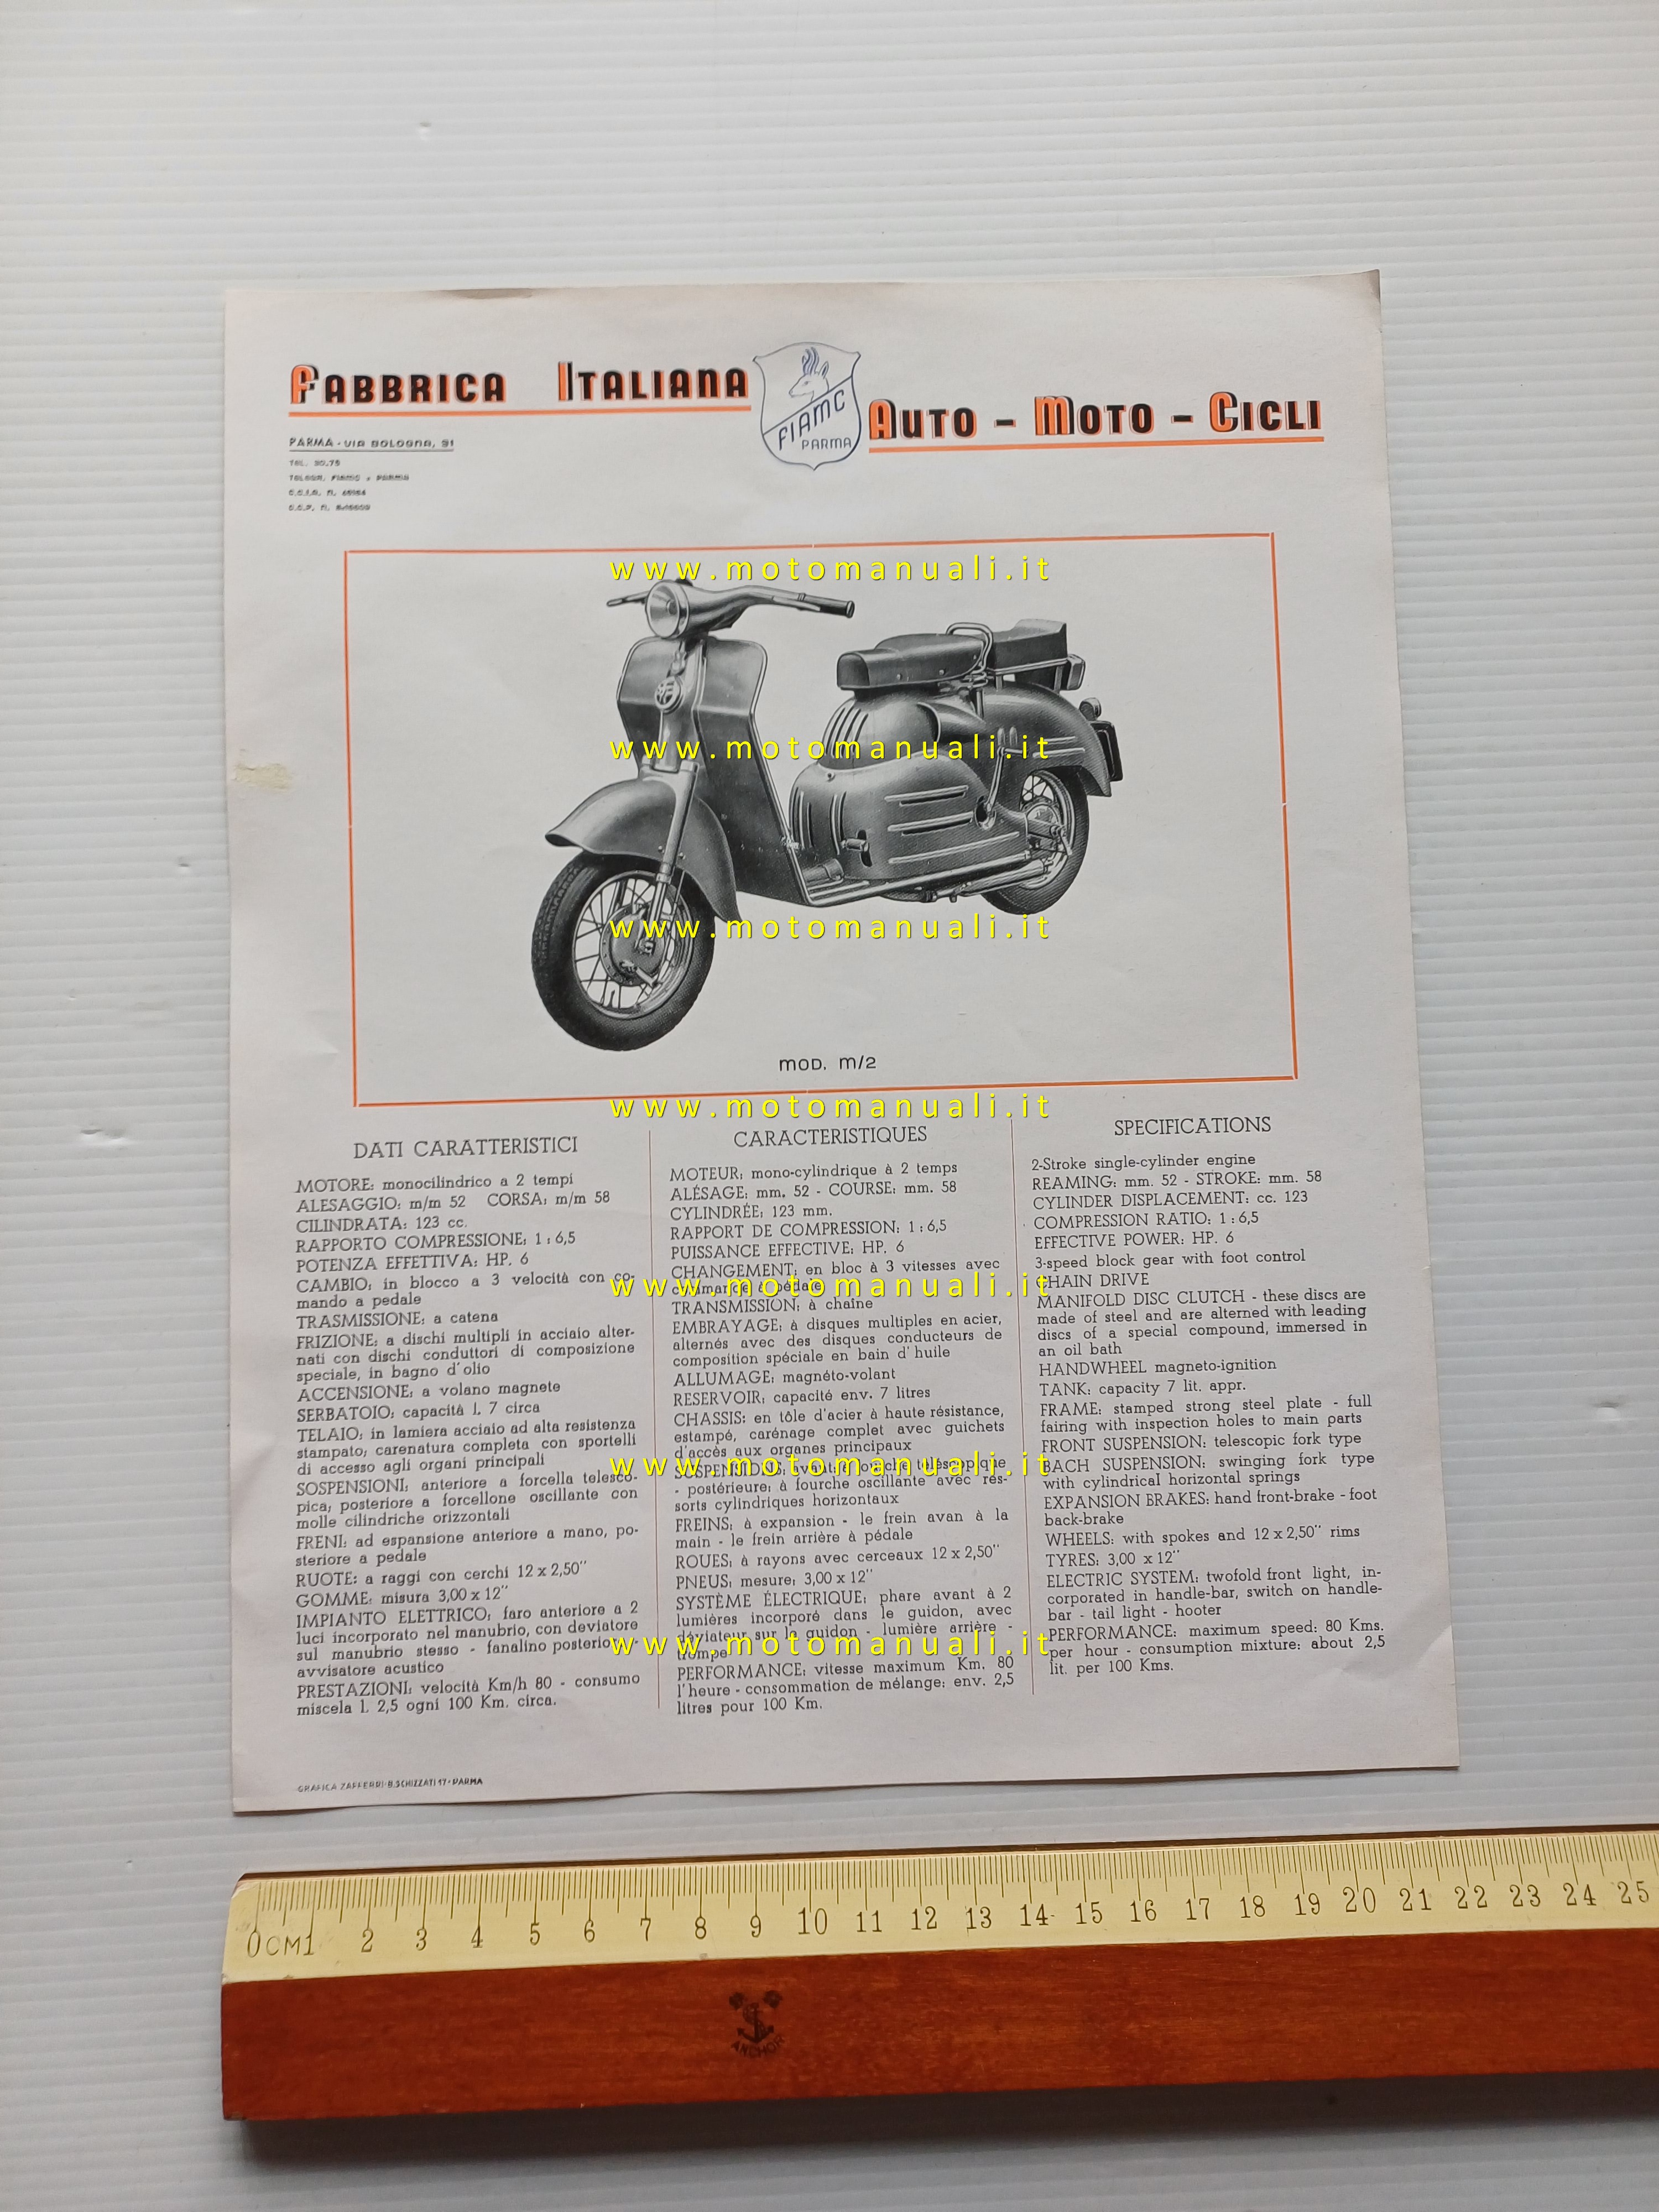 FABBRICA ITALIANA
AUTO - MOTO - CICLI
FIAMC
PARMA
PARMA - VIA BOLOGNA, 91
MOD. M/2
DATI CARATTERISTICI
MOTORE: monocilindrico a 2 tempi
ALESAGGIO: m/m 52 CORSA: m/m 58
CILINDRATA: 123 cc.
RAPPORTO COMPRESSIONE: 1 : 6,5
POTENZA EFFETTIVA: HP. 6
CAMBIO: in blocco a 3 velocità con co-
mando a pedale
TRASMISSIONE: a catena
FRIZIONE: a dischi multipli in acciaio alter-
nati con dischi conduttori di composizione
speciale, in bagno d'olio
ACCENSIONE: a volano magnete
SERBATOIO: capacità l. 7 circa
TELAIO: in lamiera acciaio ad alta resistenza
stampato; carenatura completa con sportelli
di accesso agli organi principali
SOSPENSIONI: anteriore a forcella telesco-
pica; posteriore a forcellone oscillante con
molle cilindriche orizzontali
FRENI: ad espansione anteriore a mano, po-
steriore a pedale
RUOTE: a raggi con cerchi 12 x 2,50"
GOMME: misura 3,00 x 12"
IMPIANTO ELETTRICO: faro anteriore a 2
luci incorporato nel manubrio, con deviatore
sul manubrio stesso - fanalino posteriore -
avvisatore acustico
PRESTAZIONI: velocità Km/h 80 - consumo
miscela l. 2,5 ogni 100 Km. circa.
CARACTERISTIQUES
MOTEUR: mono-cylindrique à 2 temps
ALÉSAGE: mm. 52 - COURSE: mm. 58
CYLINDRÉE: 123 mm.
RAPPORT DE COMPRESSION: 1 : 6,5
PUISSANCE EFFECTIVE: HP. 6
CHANGEMENT: en bloc à 3 vitesses avec
commande à pédale
TRANSMISSION: à chaîne
EMBRAYAGE: à disques multiples en acier,
alternés avec des disques conducteurs de
composition spéciale en bain d'huile
ALLUMAGE: magnéto-volant
RESERVOIR: capacité env. 7 litres
CHASSIS: en tôle d'acier à haute résistance,
estampé, carénage complet avec guichets
d'accès aux organes principaux
SOSPENSIONS: avant: à fourche téléscopique
- postérieure: à fourche oscillante avec res-
sorts cylindriques horizontaux
FREINS: à expansion - le frein avan à la
main - le frein arrière à pédale
ROUES: à rayons avec cerceaux 12 x 2,50"
PNEUS: mesure: 3,00 x 12"
SYSTÈME ÉLECTRIQUE: phare avant à 2
lumières incorporé dans le guidon, avec
déviateur sur le guidon - lumière arrière -
trompe
PERFORMANCE: vitesse maximum Km. 80
l'heure - consommation de mélange: env. 2,5
litres pour 100 Km.
SPECIFICATIONS
2-Stroke single-cylinder engine
REAMING: mm. 52 - STROKE: mm. 58
CYLINDER DISPLACEMENT: cc. 123
COMPRESSION RATIO: 1 : 6,5
EFFECTIVE POWER: HP. 6
3-speed block gear with foot control
CHAIN DRIVE
MANIFOLD DISC CLUTCH - these discs are
made of steel and are alterned with leading
discs of a special compound, immersed in
an oil bath
HANDWHEEL magneto-ignition
TANK: capacity 7 lit. appr.
FRAME: stamped strong steel plate - full
fairing with inspection holes to main parts
FRONT SUSPENSION: telescopic fork type
BACH SUSPENSION: swinging fork type
with cylindrical horizontal springs
EXPANSION BRAKES: hand front-brake - foot
back-brake
WHEELS: with spokes and 12 x 2,50" rims
TYRES: 3,00 x 12"
ELECTRIC SYSTEM: twofold front light, in-
corporated in handle-bar, switch on handle-
bar - tail light - hooter
PERFORMANCE: maximum speed: 80 Kms.
per hour - consumption mixture: about 2,5
lit. per 100 Kms.
GRAFICA ZAFFERRI - B. SCHIZZATI 17 - PARMA
www.motomanuali.it
www.motomanuali.it
www.motomanuali.it
www.motomanuali.it
www.motomanuali.it
www.motomanuali.it
www.motomanuali.it
0 CM 1 2 3 4 5 6 7 8 9 10 11 12 13 14 15 16 17 18 19 20 21 22 23 24 25
ANCHOR